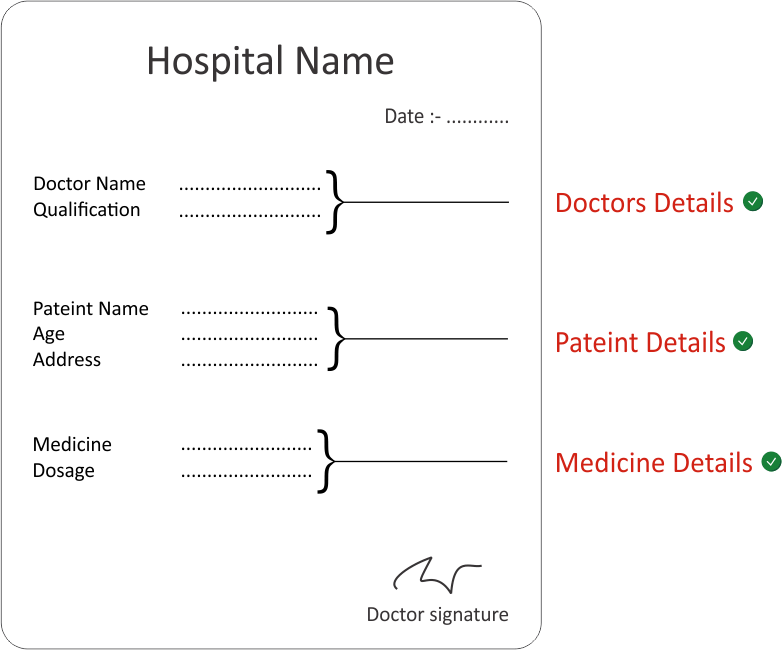 Hospital Name
Date :- ............
Doctor Name ...........................
Qualification ...........................
Doctors Details
Pateint Name ..........................
Age ..........................
Address ..........................
Pateint Details
Medicine .........................
Dosage .........................
Medicine Details
Doctor signature